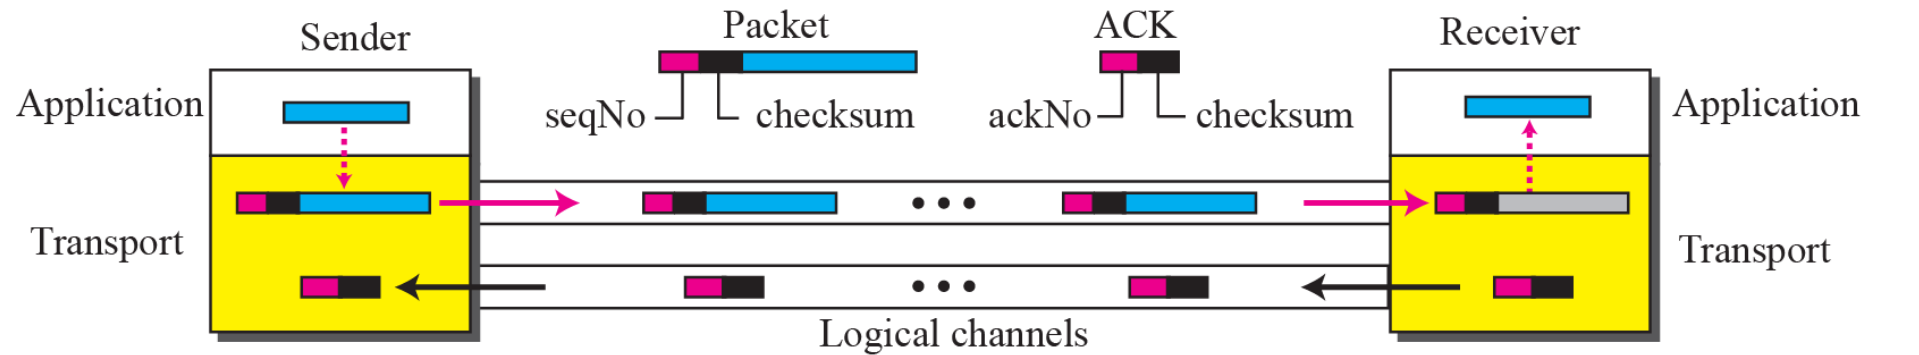 Sender
Packet
ACK
Receiver
Application
seqNo
checksum
ackNo
checksum
Application
Transport
Transport
Logical channels